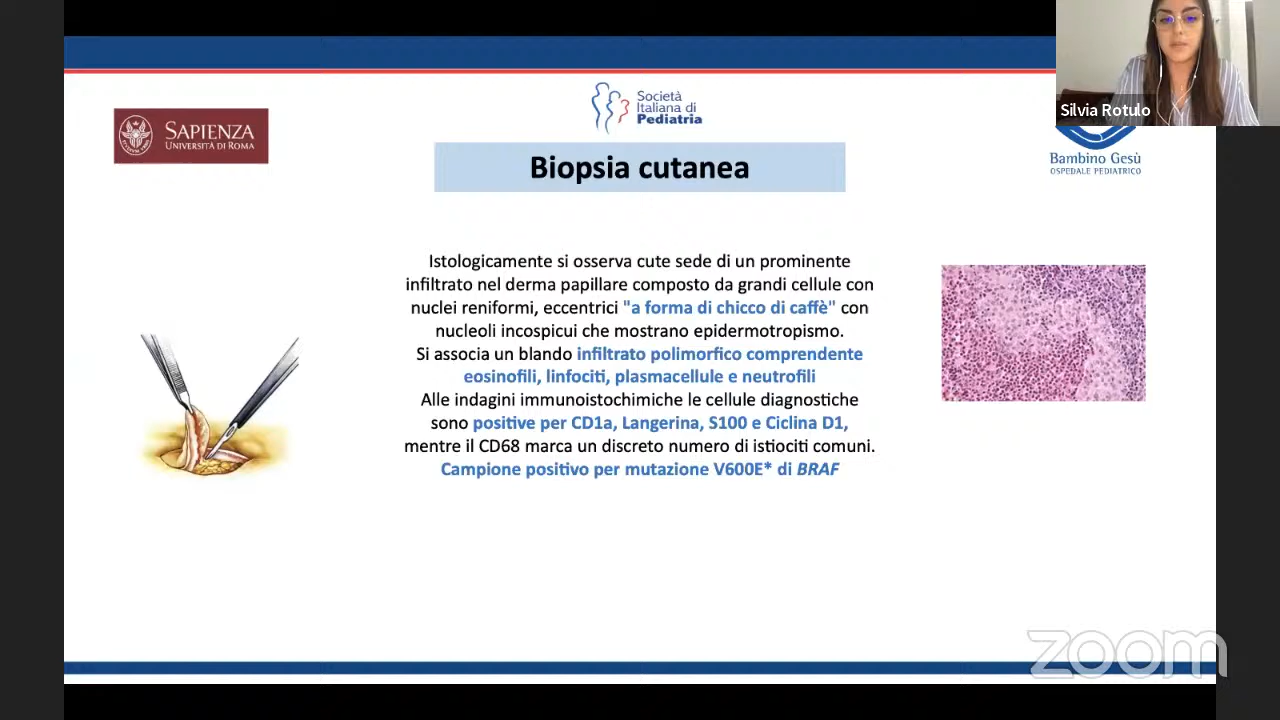 Silvia Rotulo
SAPIENZA
UNIVERSITÀ DI ROMA
Società
Italiana di
Pediatria
Bambino Gesù
OSPEDALE PEDIATRICO
Biopsia cutanea
Istologicamente si osserva cute sede di un prominente
infiltrato nel derma papillare composto da grandi cellule con
nuclei reniformi, eccentrici "a forma di chicco di caffè" con
nucleoli incospicui che mostrano epidermotropismo.
Si associa un blando infiltrato polimorfico comprendente
eosinofili, linfociti, plasmacellule e neutrofili
Alle indagini immunoistochimiche le cellule diagnostiche
sono positive per CD1a, Langerina, S100 e Ciclina D1,
mentre il CD68 marca un discreto numero di istiociti comuni.
Campione positivo per mutazione V600E* di BRAF
zoom